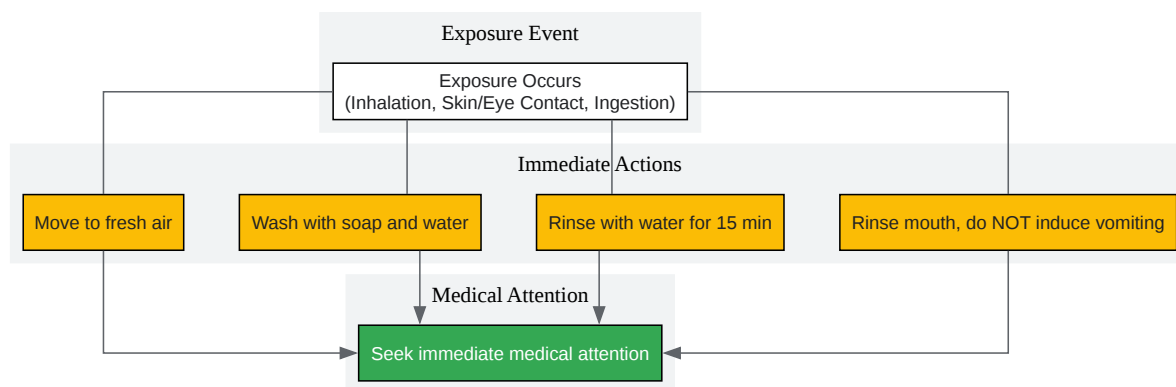 Exposure Event
Exposure Occurs
(Inhalation, Skin/Eye Contact, Ingestion)
Immediate Actions
Move to fresh air
Wash with soap and water
Rinse with water for 15 min
Rinse mouth, do NOT induce vomiting
Medical Attention
Seek immediate medical attention